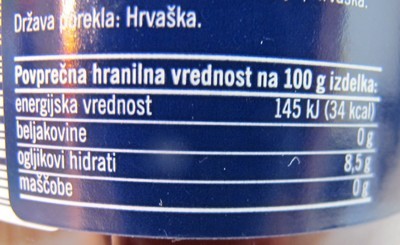 Država porekla: Hrvaška.
Povprečna hranilna vrednost na 100 g izdelka:
energijska vrednost 145 kJ (34 kcal)
beljakovine 0 g
ogljikovi hidrati 8,5 g
maščobe 0 g